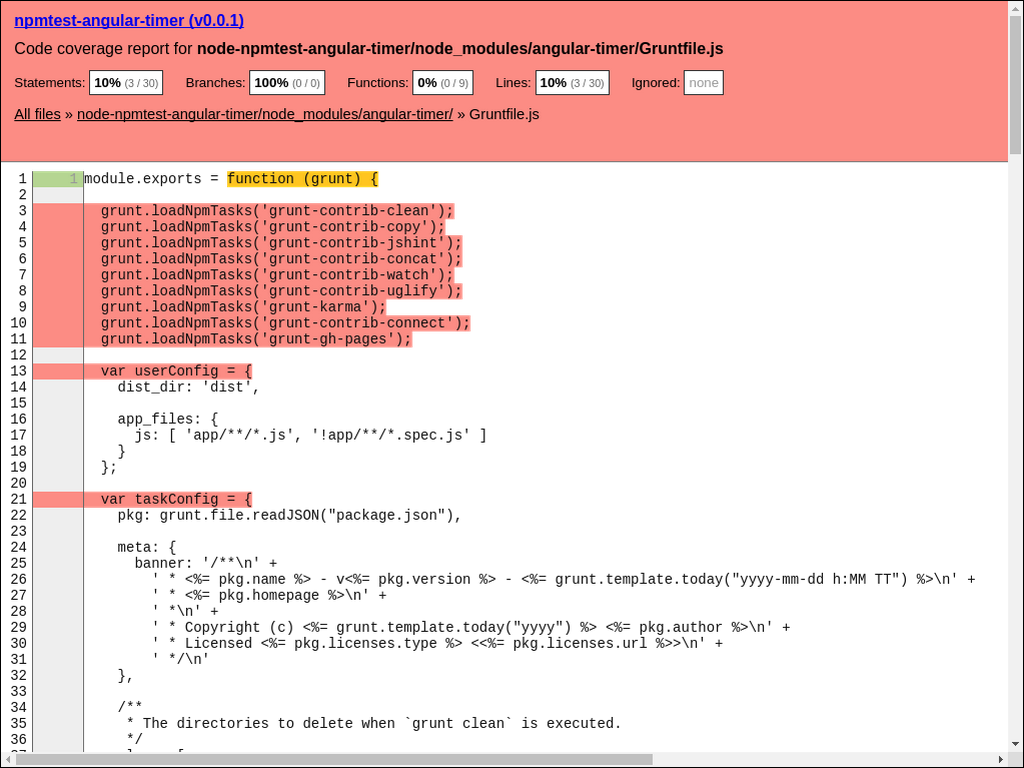 npmtest-angular-timer (v0.0.1)
Code coverage report for node-npmtest-angular-timer/node_modules/angular-timer/Gruntfile.js
Statements: 10% (3 / 30) Branches: 100% (0 / 0) Functions: 0% (0 / 9) Lines: 10% (3 / 30) Ignored: none
All files » node-npmtest-angular-timer/node_modules/angular-timer/ » Gruntfile.js
1 1 module.exports = function (grunt) {
2
3 grunt.loadNpmTasks('grunt-contrib-clean');
4 grunt.loadNpmTasks('grunt-contrib-copy');
5 grunt.loadNpmTasks('grunt-contrib-jshint');
6 grunt.loadNpmTasks('grunt-contrib-concat');
7 grunt.loadNpmTasks('grunt-contrib-watch');
8 grunt.loadNpmTasks('grunt-contrib-uglify');
9 grunt.loadNpmTasks('grunt-karma');
10 grunt.loadNpmTasks('grunt-contrib-connect');
11 grunt.loadNpmTasks('grunt-gh-pages');
12
13 var userConfig = {
14 dist_dir: 'dist',
15
16 app_files: {
17 js: [ 'app/**/*.js', '!app/**/*.spec.js' ]
18 }
19 };
20
21 var taskConfig = {
22 pkg: grunt.file.readJSON("package.json"),
23
24 meta: {
25 banner: '/**\n' +
26 ' * <%= pkg.name %> - v<%= pkg.version %> - <%= grunt.template.today("yyyy-mm-dd h:MM TT") %>\n' +
27 ' * <%= pkg.homepage %>\n' +
28 ' *\n' +
29 ' * Copyright (c) <%= grunt.template.today("yyyy") %> <%= pkg.author %>\n' +
30 ' * Licensed <%= pkg.licenses.type %> <<%= pkg.licenses.url %>>\n' +
31 ' */\n'
32 },
33
34 /**
35 * The directories to delete when `grunt clean` is executed.
36 */